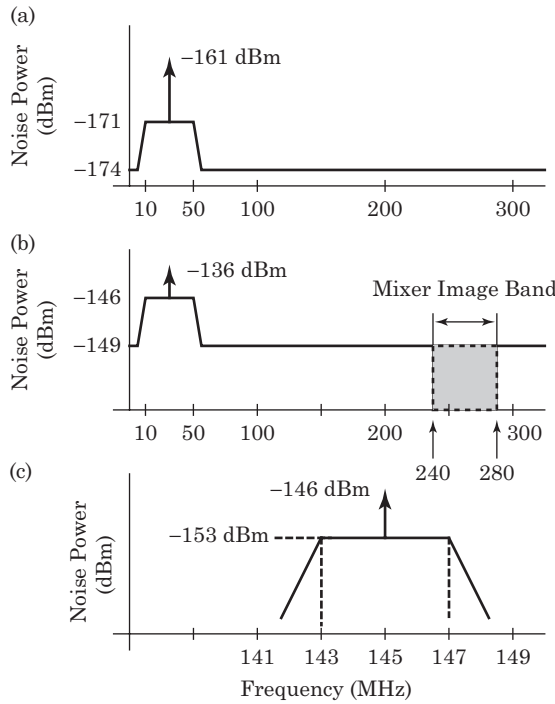 (a)
Noise Power
(dBm)
–161 dBm
–171
–174
10 50 100 200 300
(b)
Noise Power
(dBm)
–136 dBm
Mixer Image Band
–146
–149
10 50 100 200 300
240 280
(c)
Noise Power
(dBm)
–146 dBm
–153 dBm
141 143 145 147 149
Frequency (MHz)